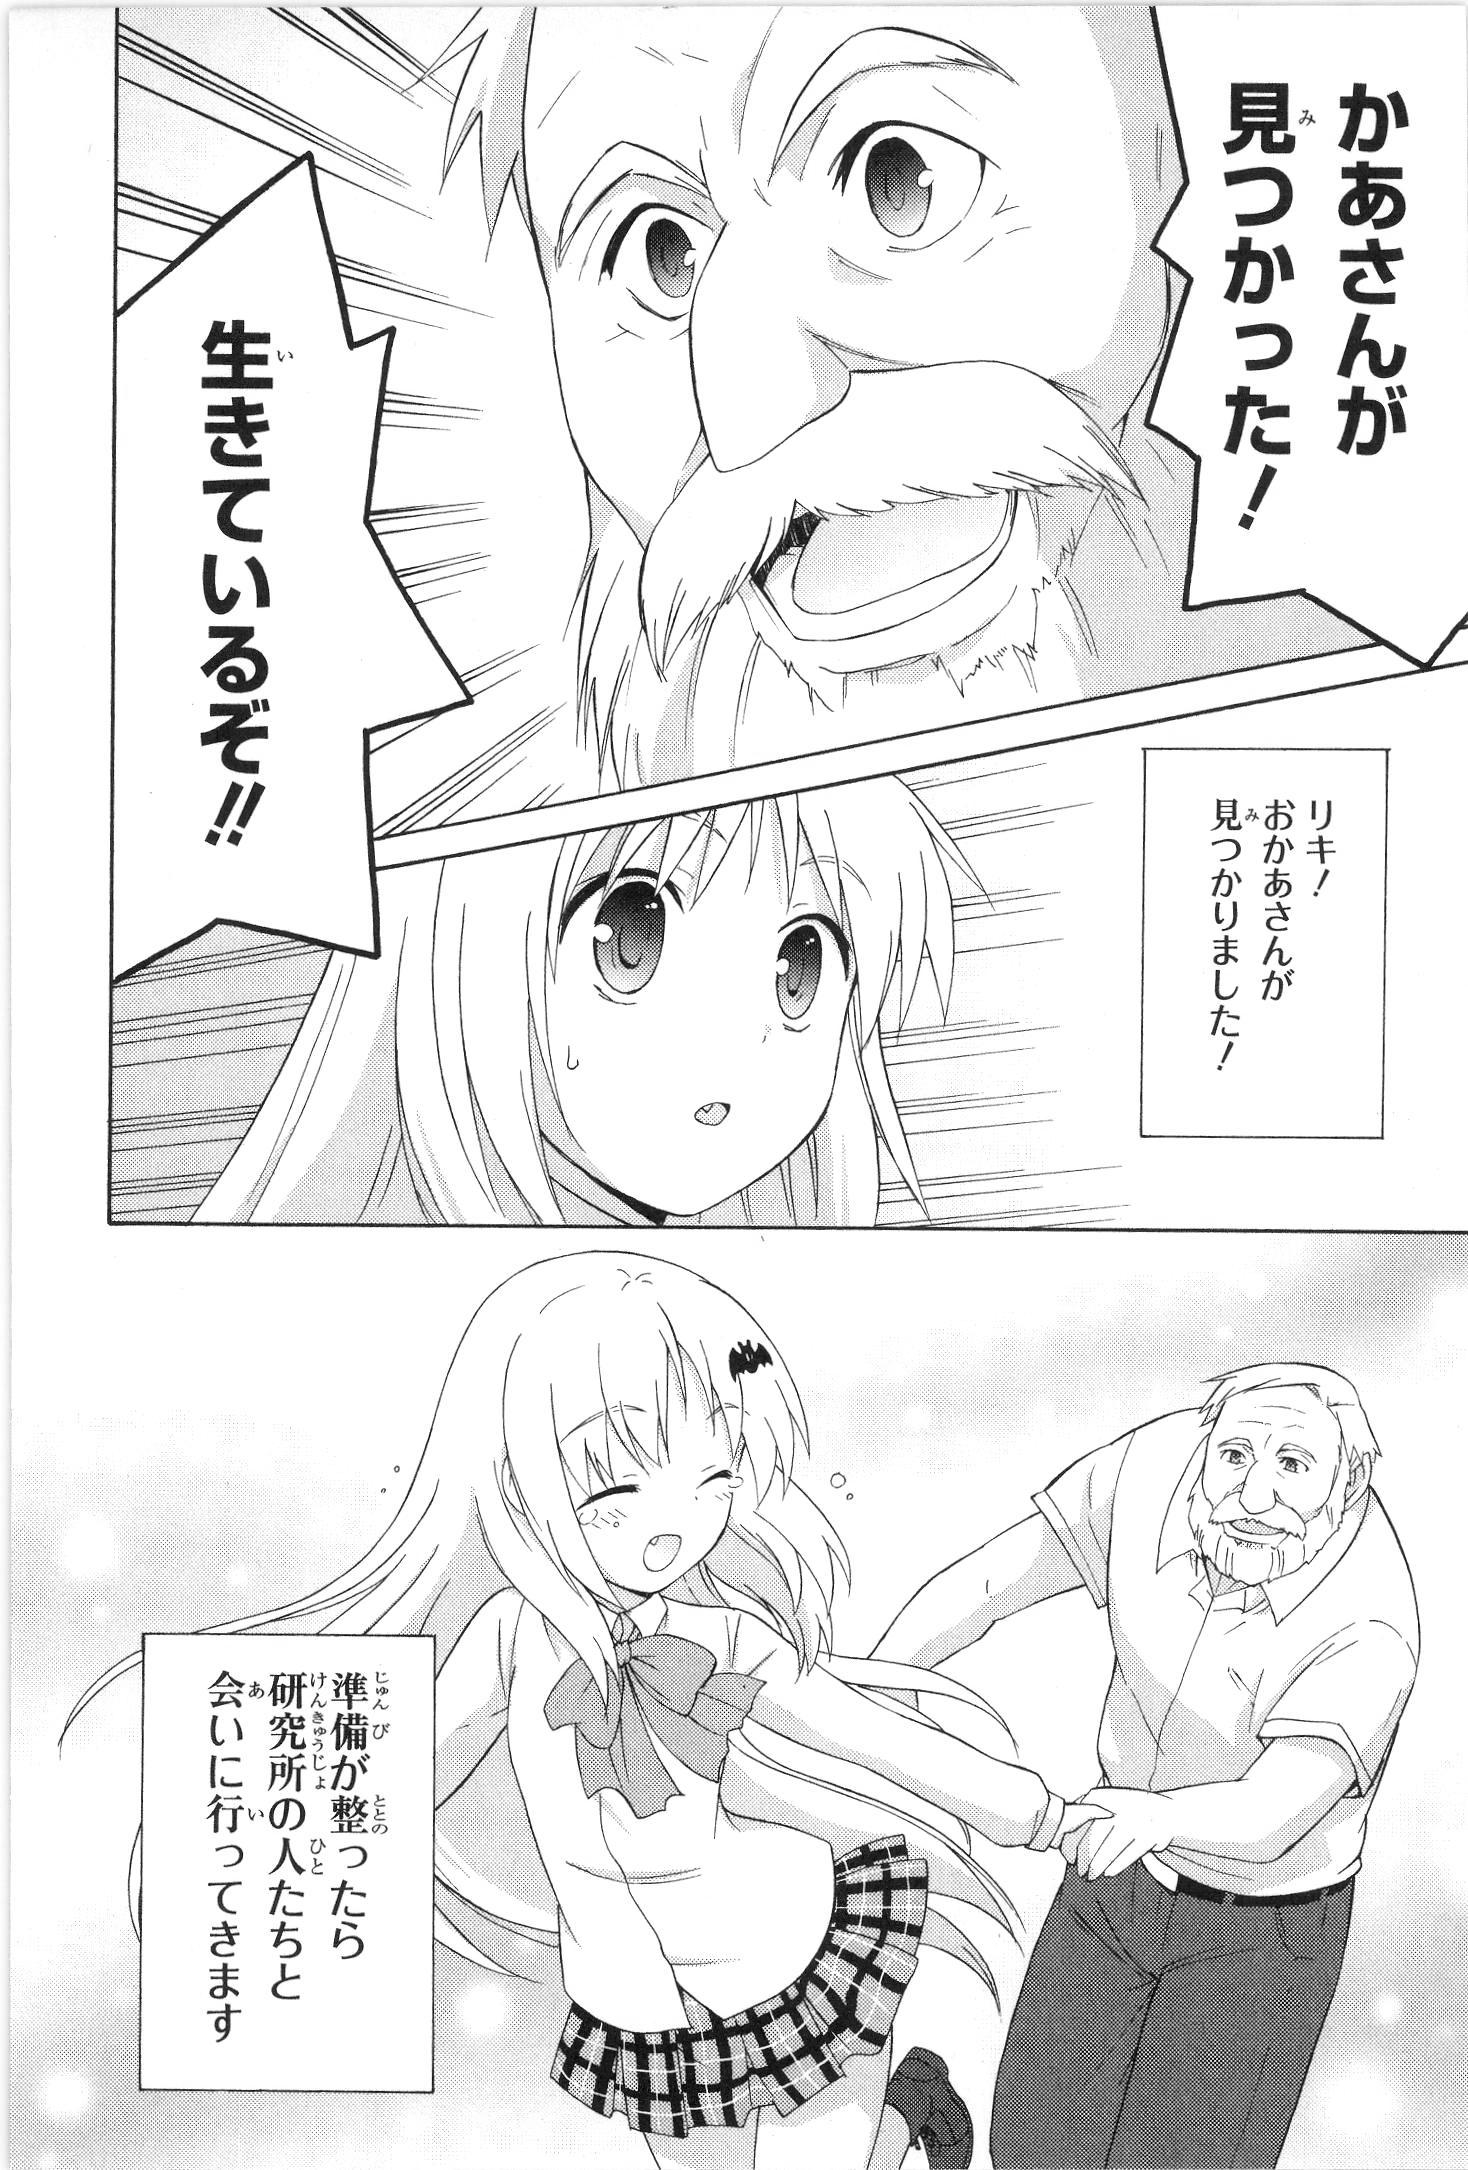 かあさんが
見つかった!
生きているぞ!!
リキ!
おかあさんが
見つかりました!
準備が整ったら
研究所の人たちと
会いに行ってきます